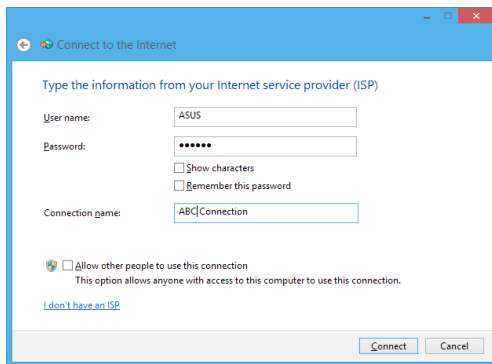 Connect to the Internet
Type the information from your Internet service provider (ISP)
User name: ASUS
Password: ●●●●●●
Show characters
Remember this password
Connection name: ABC Connection
Allow other people to use this connection
This option allows anyone with access to this computer to use this connection.
I don't have an ISP
Connect Cancel